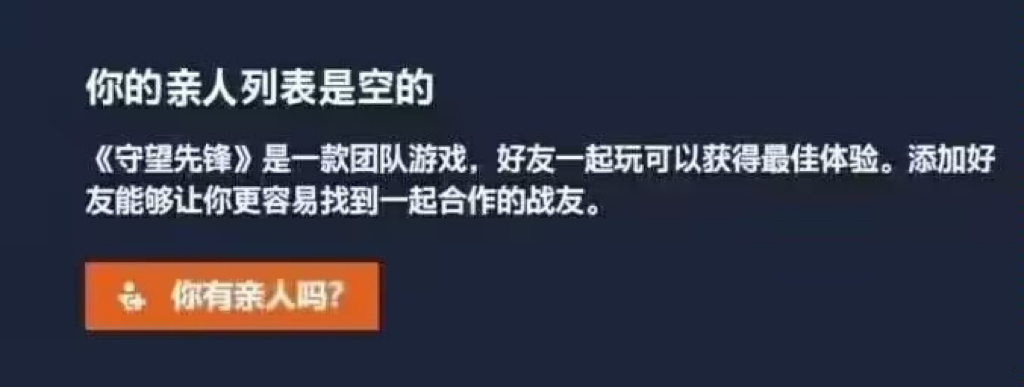 你的亲人列表是空的
《守望先锋》是一款团队游戏，好友一起玩可以获得最佳体验。添加好
友能够让你更容易找到一起合作的战友。
你有亲人吗？